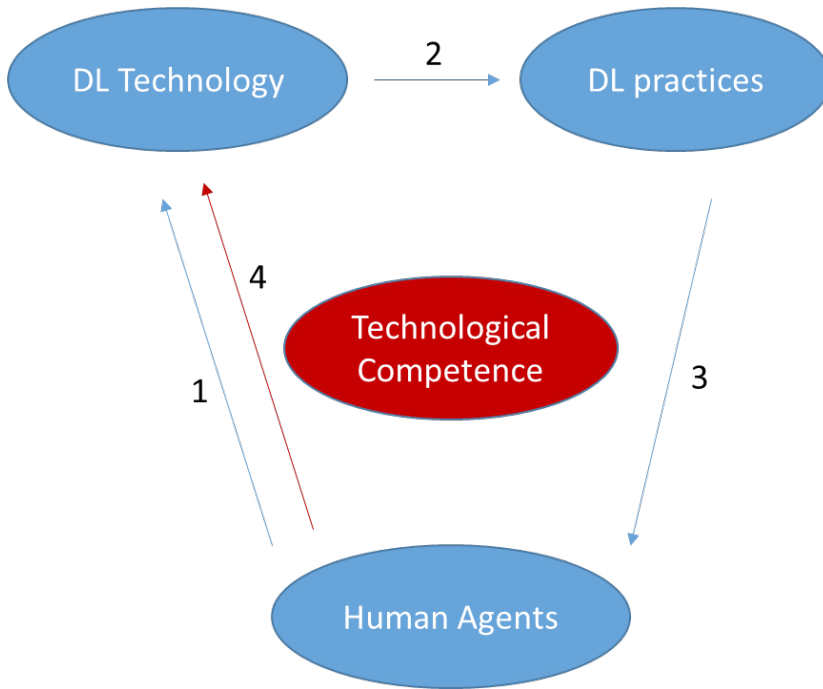 DL Technology
2
DL practices
4
Technological
Competence
1
3
Human Agents